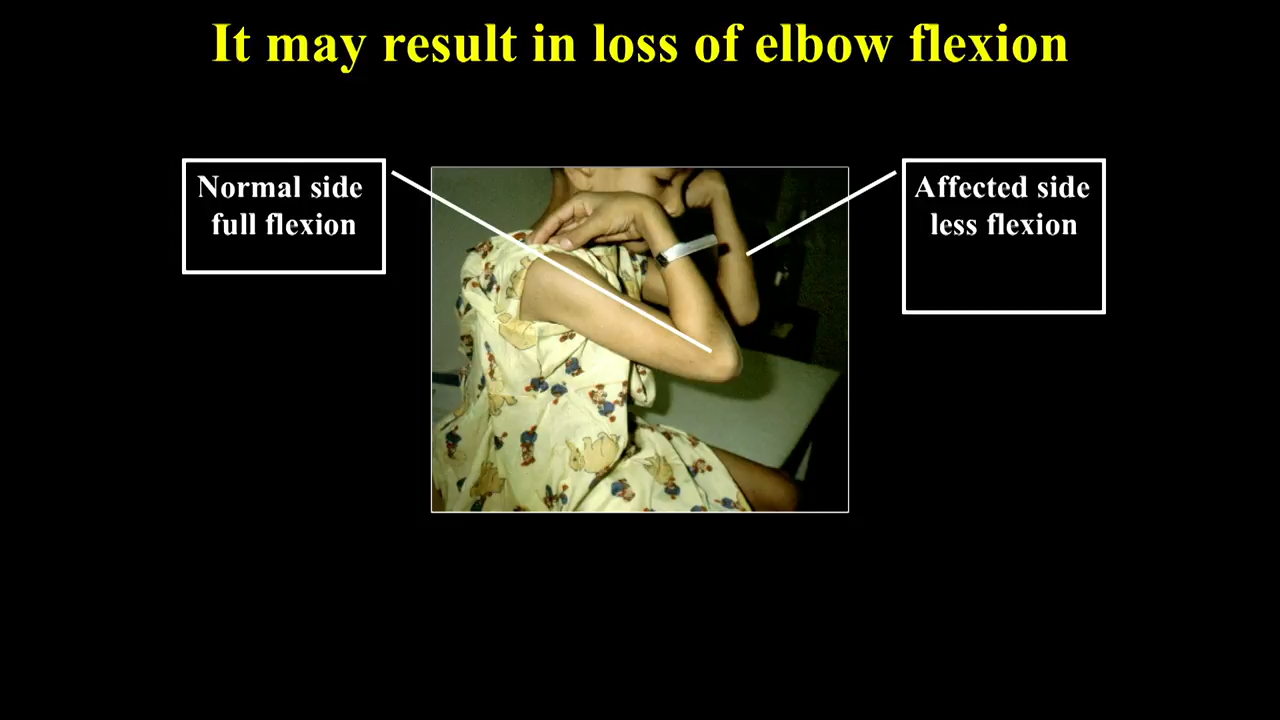 It may result in loss of elbow flexion
Normal side
full flexion
Affected side
less flexion